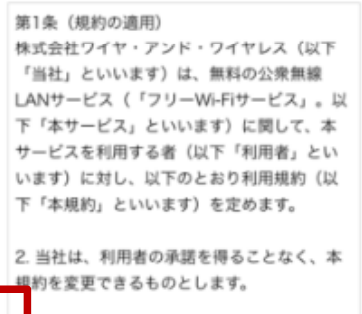 第1条（規約の適用）
株式会社ワイヤ・アンド・ワイヤレス（以下
「当社」といいます）は、無料の公衆無線
LANサービス（「フリーWi-Fiサービス」。以
下「本サービス」といいます）に関して、本
サービスを利用する者（以下「利用者」とい
います）に対し、以下のとおり利用規約（以
下「本規約」といいます）を定めます。
2. 当社は、利用者の承諾を得ることなく、本
規約を変更できるものとします。